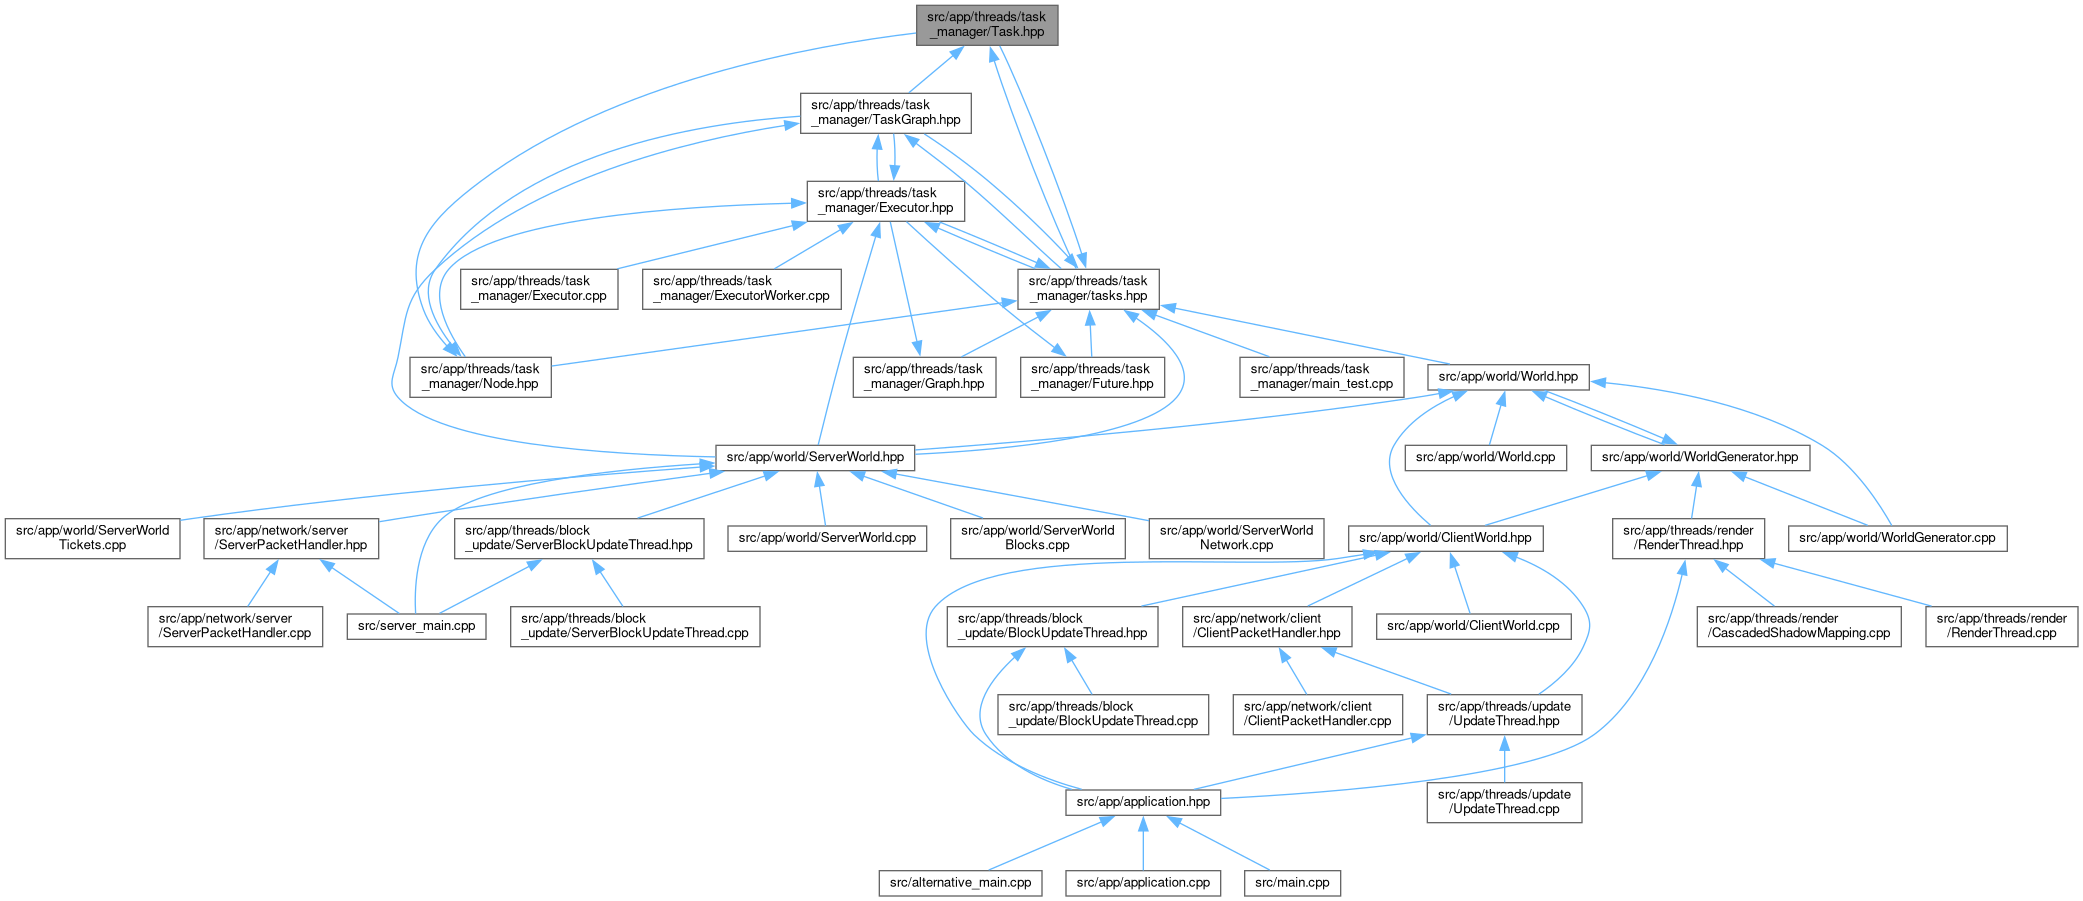 src/app/threads/task
_manager/Task.hpp
src/app/threads/task
_manager/TaskGraph.hpp
src/app/threads/task
_manager/Executor.hpp
src/app/threads/task
_manager/Executor.cpp
src/app/threads/task
_manager/ExecutorWorker.cpp
src/app/threads/task
_manager/tasks.hpp
src/app/threads/task
_manager/Node.hpp
src/app/threads/task
_manager/Graph.hpp
src/app/threads/task
_manager/Future.hpp
src/app/threads/task
_manager/main_test.cpp
src/app/world/World.hpp
src/app/world/ServerWorld.hpp
src/app/world/World.cpp
src/app/world/WorldGenerator.hpp
src/app/world/ServerWorld
Tickets.cpp
src/app/network/server
/ServerPacketHandler.hpp
src/app/threads/block
_update/ServerBlockUpdateThread.hpp
src/app/world/ServerWorld.cpp
src/app/world/ServerWorld
Blocks.cpp
src/app/world/ServerWorld
Network.cpp
src/app/world/ClientWorld.hpp
src/app/threads/render
/RenderThread.hpp
src/app/world/WorldGenerator.cpp
src/app/network/server
/ServerPacketHandler.cpp
src/server_main.cpp
src/app/threads/block
_update/ServerBlockUpdateThread.cpp
src/app/threads/block
_update/BlockUpdateThread.hpp
src/app/network/client
/ClientPacketHandler.hpp
src/app/world/ClientWorld.cpp
src/app/threads/render
/CascadedShadowMapping.cpp
src/app/threads/render
/RenderThread.cpp
src/app/threads/block
_update/BlockUpdateThread.cpp
src/app/network/client
/ClientPacketHandler.cpp
src/app/threads/update
/UpdateThread.hpp
src/app/application.hpp
src/app/threads/update
/UpdateThread.cpp
src/alternative_main.cpp
src/app/application.cpp
src/main.cpp